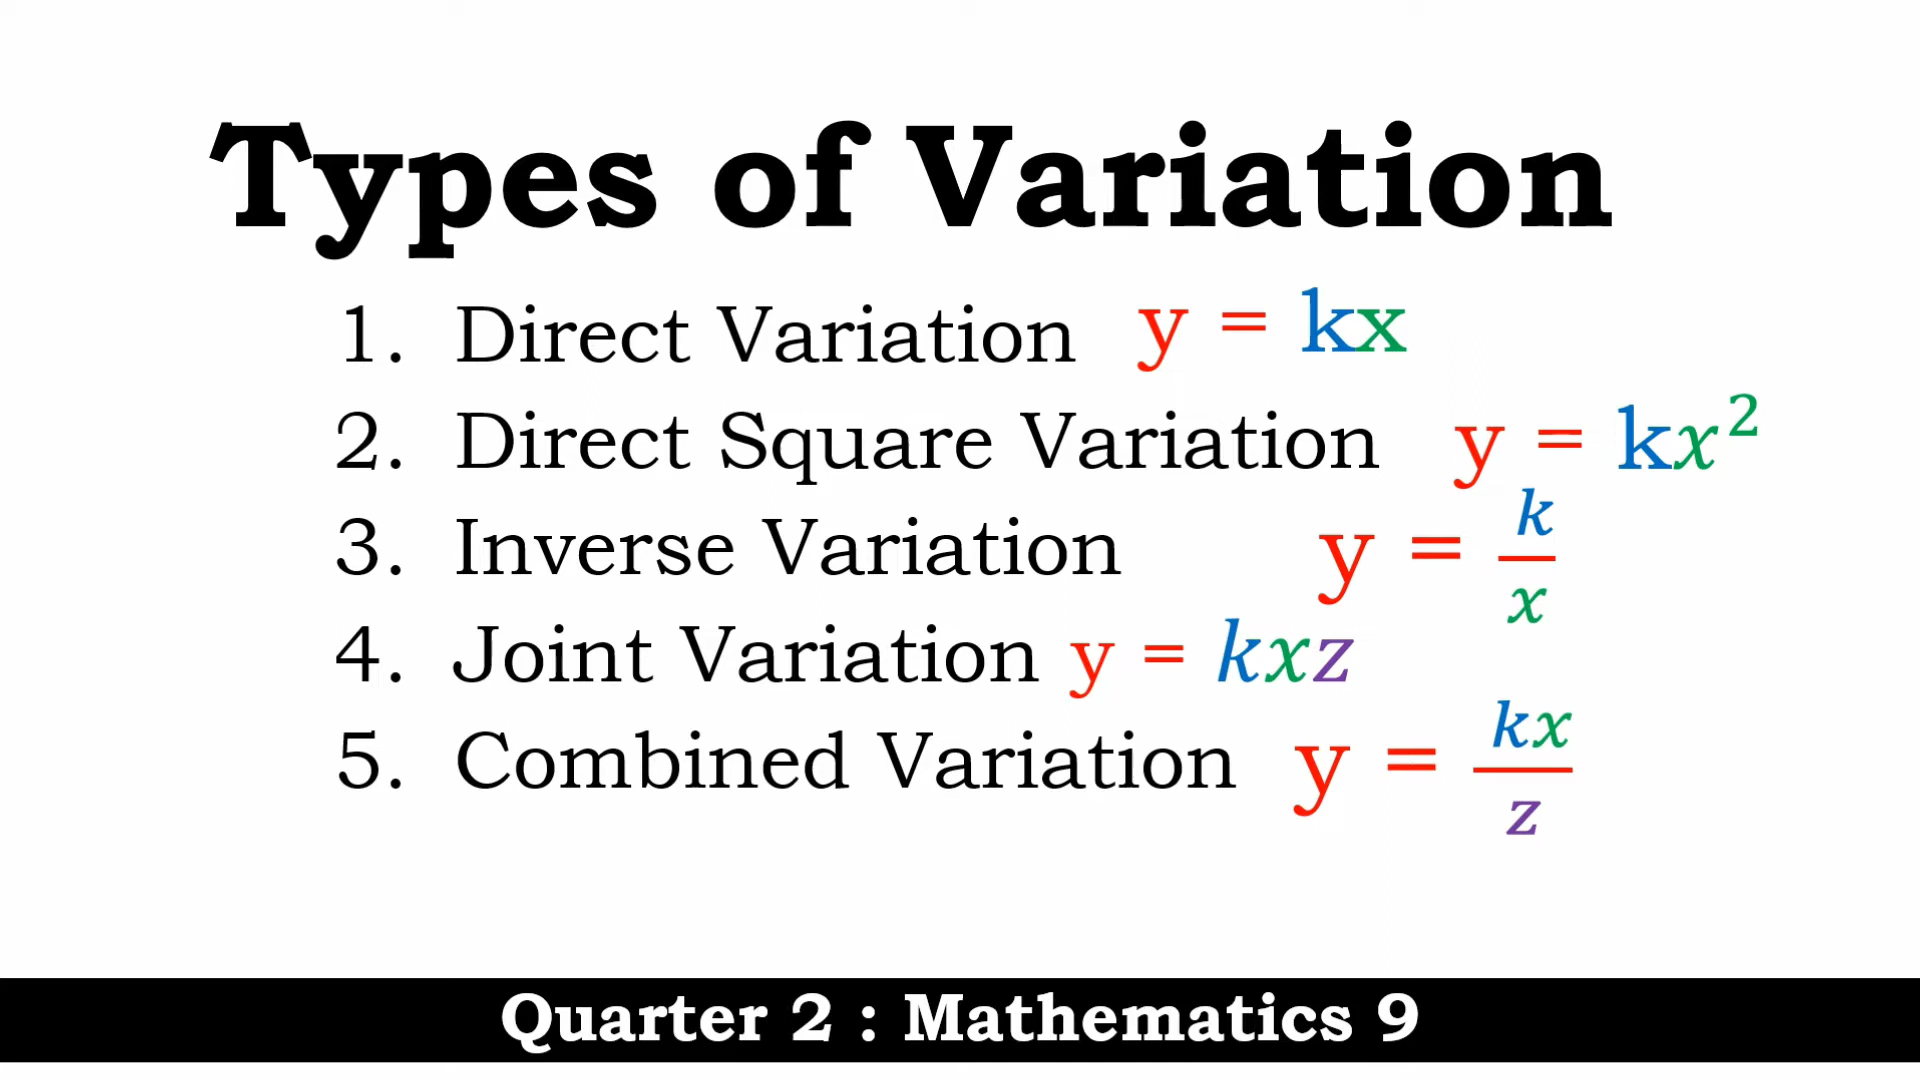 Types of Variation
1. Direct Variation y = kx
2. Direct Square Variation y = kx²
3. Inverse Variation y = k/x
4. Joint Variation y = kxz
5. Combined Variation y = kx/z
Quarter 2 : Mathematics 9